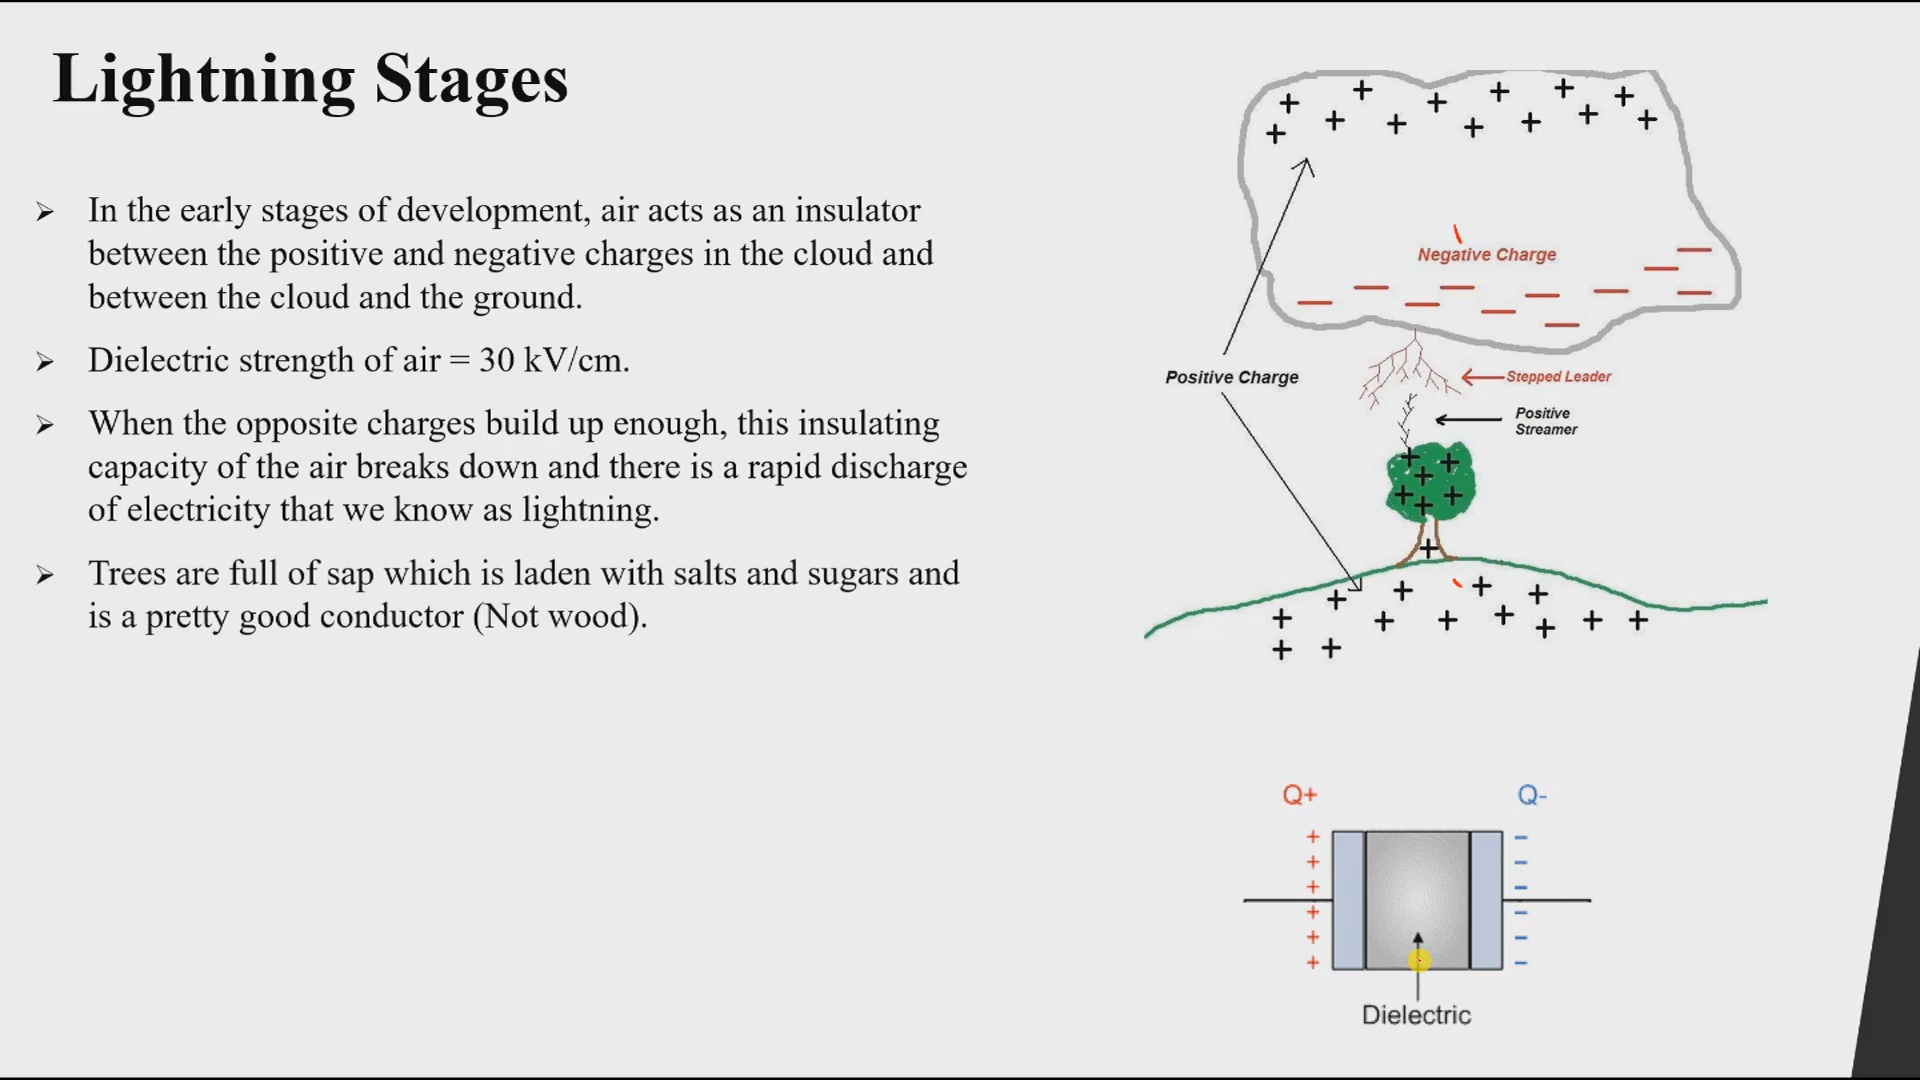 Lightning Stages
➢ In the early stages of development, air acts as an insulator
between the positive and negative charges in the cloud and
between the cloud and the ground.
➢ Dielectric strength of air = 30 kV/cm.
➢ When the opposite charges build up enough, this insulating
capacity of the air breaks down and there is a rapid discharge
of electricity that we know as lightning.
➢ Trees are full of sap which is laden with salts and sugars and
is a pretty good conductor (Not wood).
Negative Charge
Positive Charge
Stepped Leader
Positive
Streamer
Q+ Q-
Dielectric